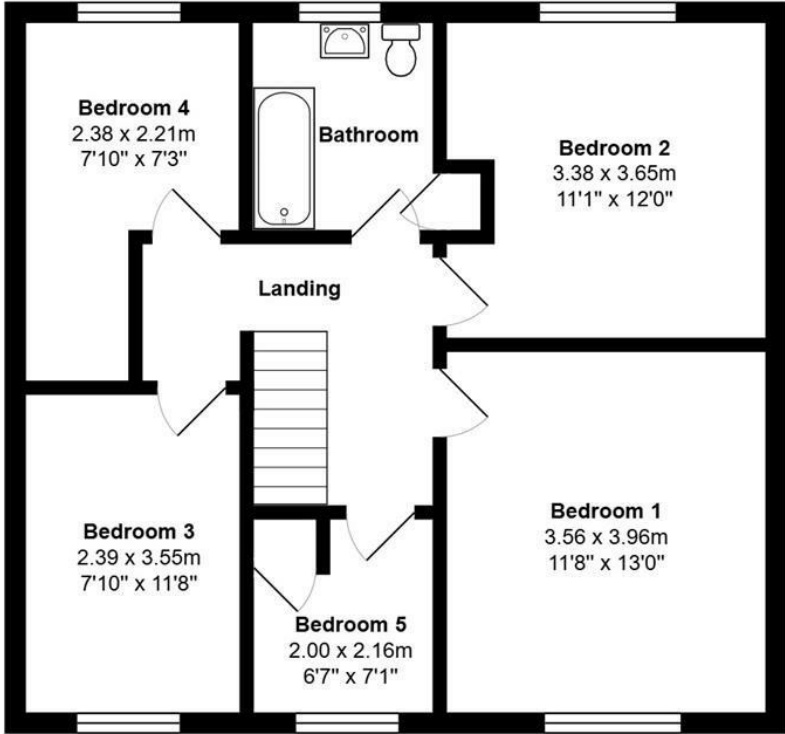 Bedroom 4
2.38 x 2.21m
7'10" x 7'3"
Bathroom
Bedroom 2
3.38 x 3.65m
11'1" x 12'0"
Landing
Bedroom 3
2.39 x 3.55m
7'10" x 11'8"
Bedroom 5
2.00 x 2.16m
6'7" x 7'1"
Bedroom 1
3.56 x 3.96m
11'8" x 13'0"